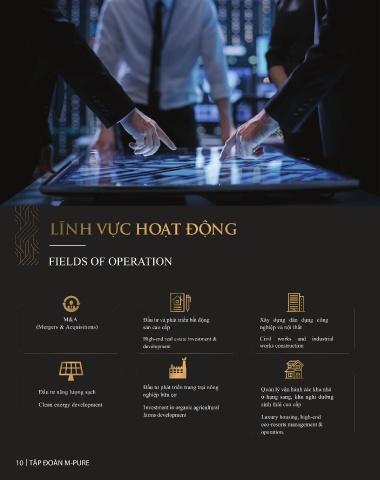 LĨNH VỰC HOẠT ĐỘNG
FIELDS OF OPERATION
M&A
(Mergers & Acquisitions)
Đầu tư và phát triển bất động
sản cao cấp
High-end real estate investment &
development
Xây dựng dân dụng công
nghiệp và nội thất
Civil works and industrial
works construction
Đầu tư năng lượng sạch
Clean energy development
Đầu tư phát triển trang trại nông
nghiệp hữu cơ
Investment in organic agricultural
farms development
Quản lý vận hành các khu nhà
ở hạng sang, khu nghỉ dưỡng
sinh thái cao cấp
Luxury housing, high-end
eco-resorts management &
operation.
10 | TẬP ĐOÀN M-PURE